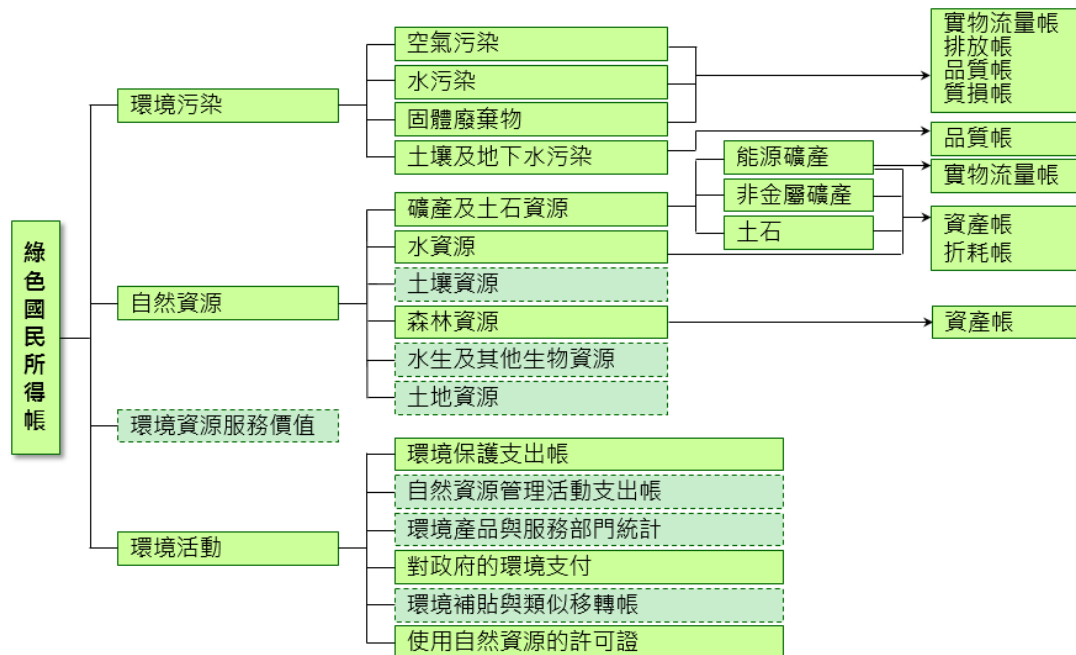 綠色國民所得帳
環境污染
空氣污染
水污染
固體廢棄物
土壤及地下水污染
實物流量帳
排放帳
品質帳
質損帳
品質帳
自然資源
礦產及土石資源
能源礦產
非金屬礦產
土石
實物流量帳
資產帳
折耗帳
水資源
土壤資源
森林資源
資產帳
水生及其他生物資源
土地資源
環境資源服務價值
環境活動
環境保護支出帳
自然資源管理活動支出帳
環境產品與服務部門統計
對政府的環境支付
環境補貼與類似移轉帳
使用自然資源的許可證